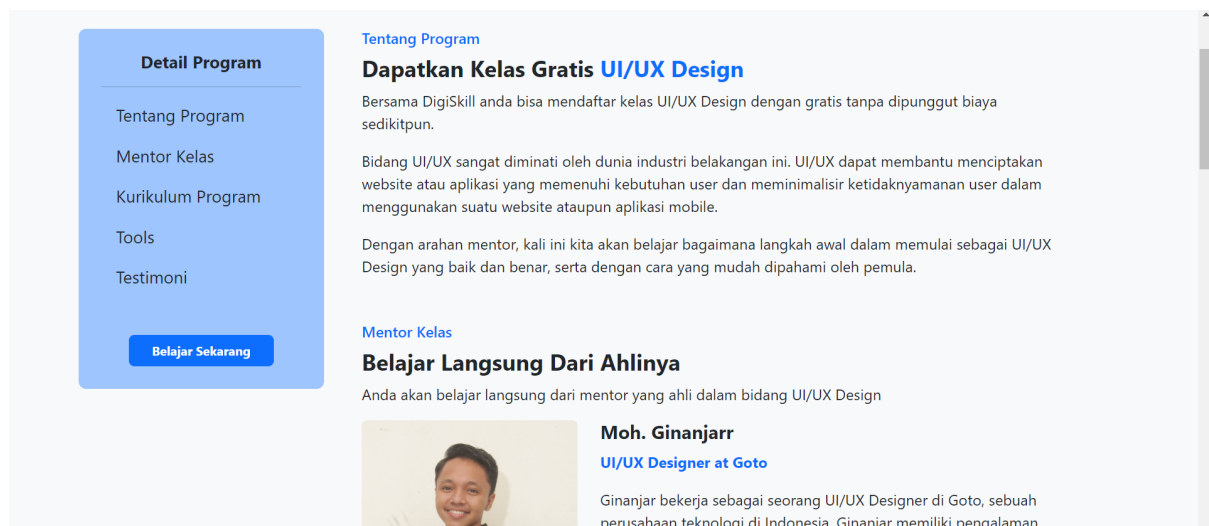 Detail Program
Tentang Program
Mentor Kelas
Kurikulum Program
Tools
Testimoni
Belajar Sekarang
Tentang Program
Dapatkan Kelas Gratis UI/UX Design
Bersama DigiSkill anda bisa mendaftar kelas UI/UX Design dengan gratis tanpa dipunggut biaya
sedikitpun.
Bidang UI/UX sangat diminati oleh dunia industri belakangan ini. UI/UX dapat membantu menciptakan
website atau aplikasi yang memenuhi kebutuhan user dan meminimalisir ketidaknyamanan user dalam
menggunakan suatu website ataupun aplikasi mobile.
Dengan arahan mentor, kali ini kita akan belajar bagaimana langkah awal dalam memulai sebagai UI/UX
Design yang baik dan benar, serta dengan cara yang mudah dipahami oleh pemula.
Mentor Kelas
Belajar Langsung Dari Ahlinya
Anda akan belajar langsung dari mentor yang ahli dalam bidang UI/UX Design
Moh. Ginanjarr
UI/UX Designer at Goto
Ginanjar bekerja sebagai seorang UI/UX Designer di Goto, sebuah
perusahaan teknologi di Indonesia. Ginanjar memiliki pengalaman